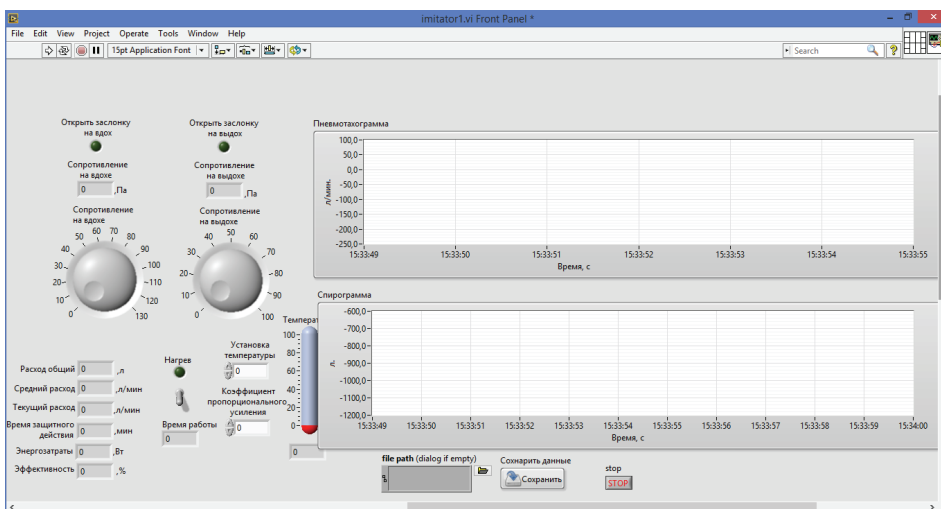 imitator1.vi Front Panel *
File Edit View Project Operate Tools Window Help
15pt Application Font
Search
Открыть заслонку
на вдох
Открыть заслонку
на выдох
Сопротивление
на вдохе
0 ,Па
Сопротивление
на выдохе
0 ,Па
Сопротивление
на вдохе
0 10 20 30 40 50 60 70 80 90 100 110 120 130
Сопротивление
на выдохе
0 10 20 30 40 50 60 70 80 90 100
Пневмотахограмма
л/мин.
100,0
50,0
0,0
-50,0
-100,0
-150,0
-200,0
-250,0
15:33:49 15:33:50 15:33:51 15:33:52 15:33:53 15:33:54 15:33:55
Время, с
Спирограмма
л.
-600,0
-700,0
-800,0
-900,0
-1000,0
-1100,0
-1200,0
15:33:49 15:33:50 15:33:51 15:33:52 15:33:53 15:33:54 15:33:55 15:33:56 15:33:57 15:33:58 15:33:59 15:34:00
Время, с
Расход общий 0 ,л
Средний расход 0 ,л/мин
Текущий расход 0 ,л/мин
Время защитного
действия 0 ,мин
Энергозатраты 0 ,Вт
Эффективность 0 ,%
Нагрев
Время работы
0
Установка
температуры
0
Коэффициент
пропорционального
усиления
0
Температ
100
80
60
40
20
0
0
file path (dialog if empty)
Сохнарить данные
Сохранить
stop
STOP